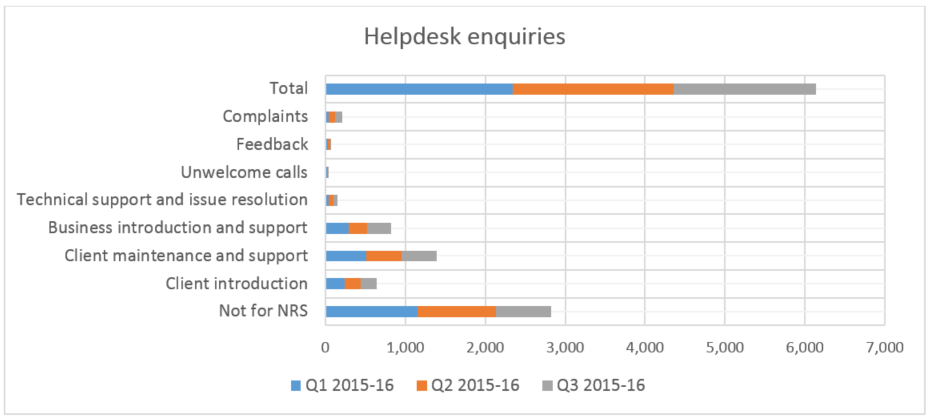 Helpdesk enquiries
Total
Complaints
Feedback
Unwelcome calls
Technical support and issue resolution
Business introduction and support
Client maintenance and support
Client introduction
Not for NRS
0 1,000 2,000 3,000 4,000 5,000 6,000 7,000
Q1 2015-16 Q2 2015-16 Q3 2015-16